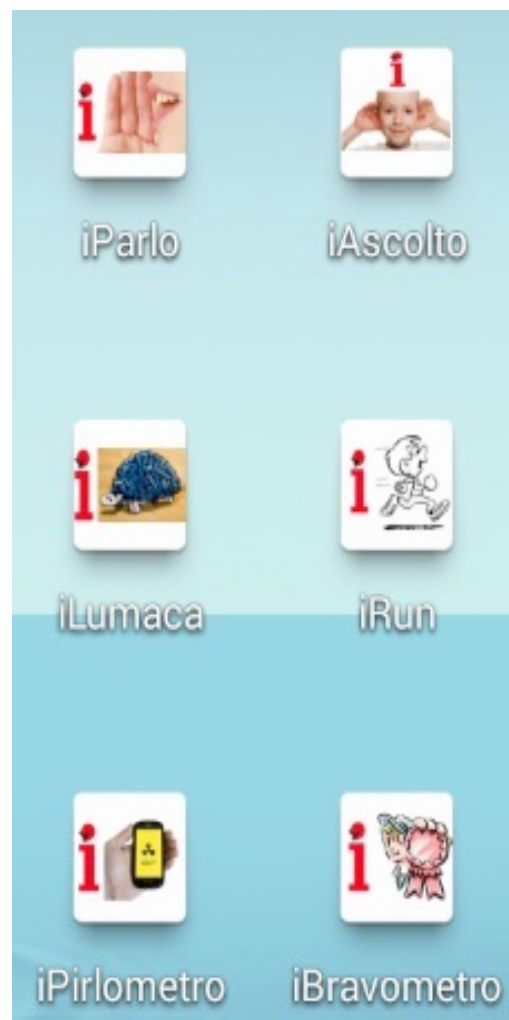 i
i
iParlo
iAscolto
i
i
iLumaca
iRun
i
i
iPirlometro
iBravometro